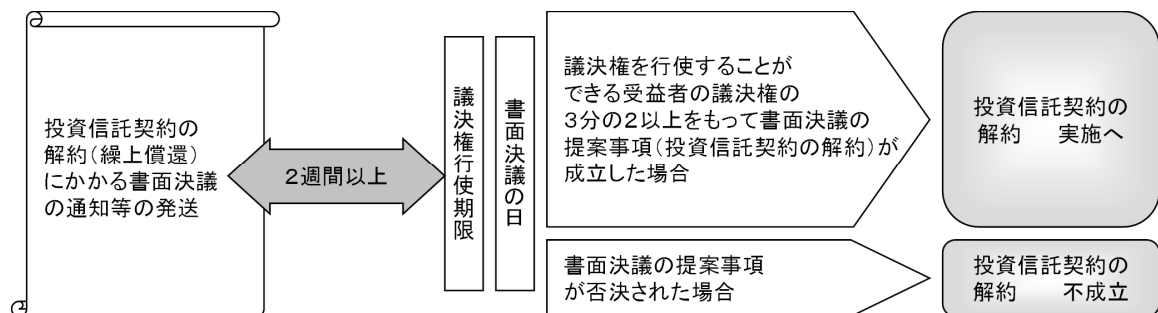 投資信託契約の
解約(繰上償還)
にかかる書面決議
の通知等の発送
2週間以上
議決権行使期限
書面決議の日
議決権を行使することが
できる受益者の議決権の
3分の2以上をもって書面決議の
提案事項(投資信託契約の解約)が
成立した場合
投資信託契約の
解約　実施へ
書面決議の提案事項
が否決された場合
投資信託契約の
解約　不成立